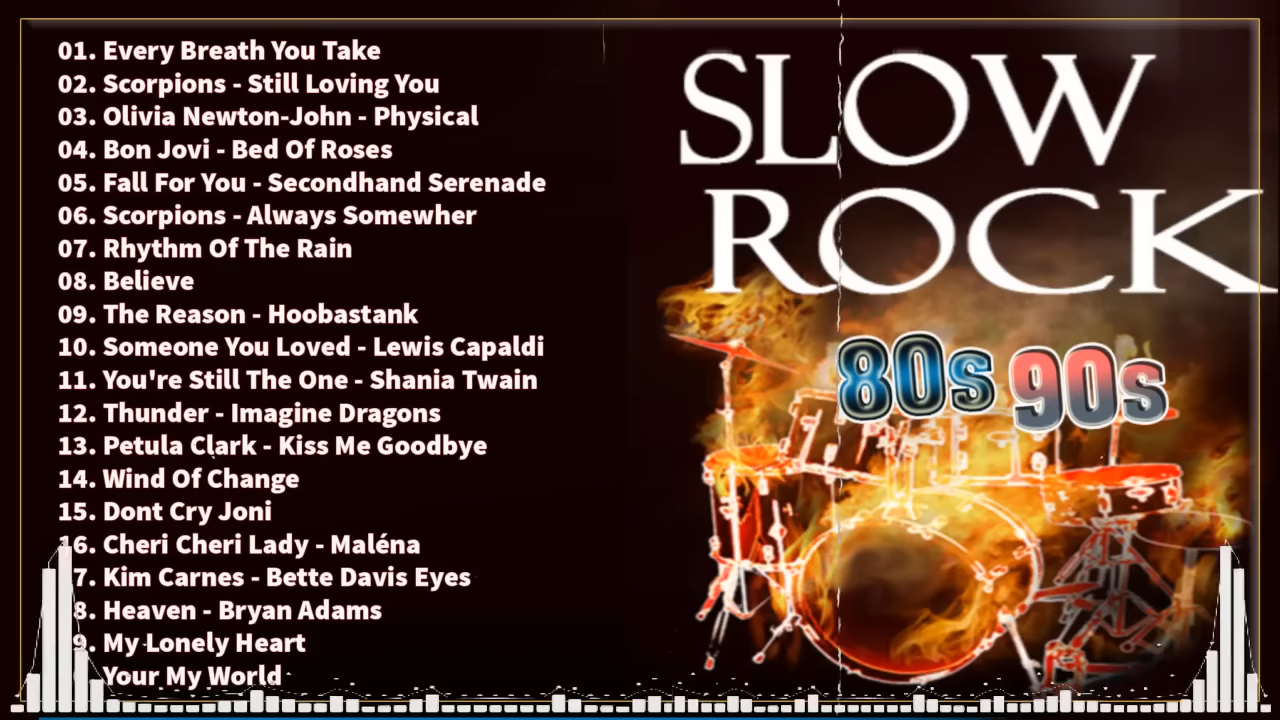 01. Every Breath You Take
02. Scorpions - Still Loving You
03. Olivia Newton-John - Physical
04. Bon Jovi - Bed Of Roses
05. Fall For You - Secondhand Serenade
06. Scorpions - Always Somewher
07. Rhythm Of The Rain
08. Believe
09. The Reason - Hoobastank
10. Someone You Loved - Lewis Capaldi
11. You're Still The One - Shania Twain
12. Thunder - Imagine Dragons
13. Petula Clark - Kiss Me Goodbye
14. Wind Of Change
15. Dont Cry Joni
16. Cheri Cheri Lady - Maléna
7. Kim Carnes - Bette Davis Eyes
8. Heaven - Bryan Adams
9. My Lonely Heart
Your My World
SLOW
ROCK
80s 90s